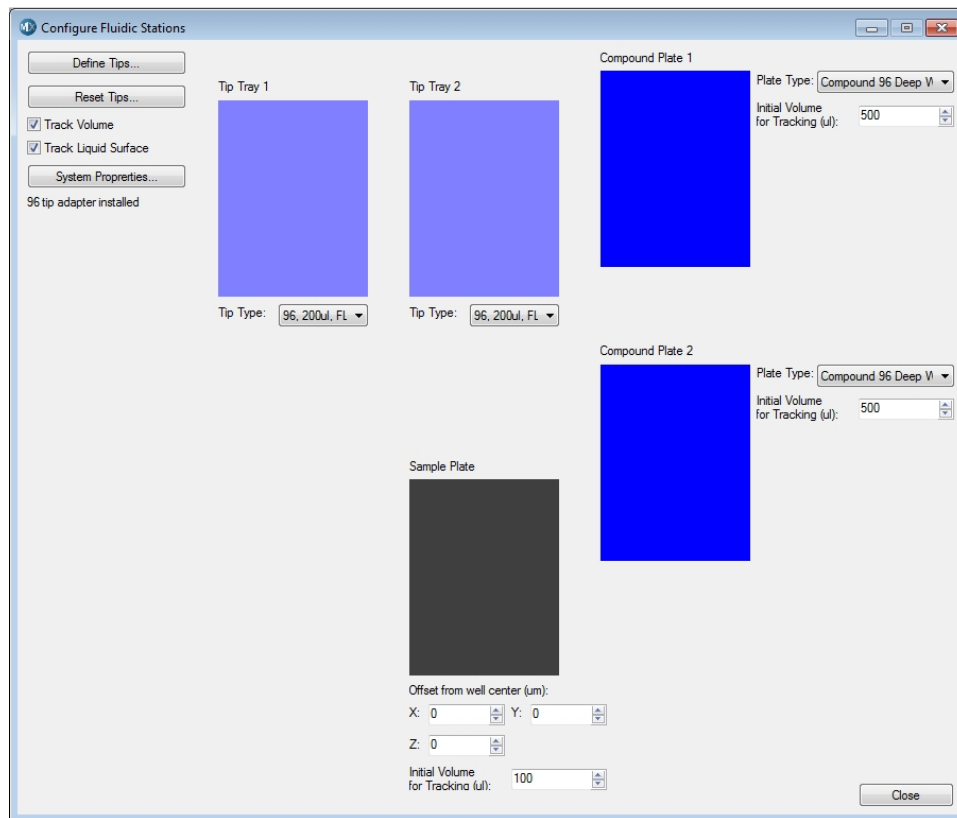 MX Configure Fluidic Stations
Define Tips...
Reset Tips...
Track Volume
Track Liquid Surface
System Proprerties...
96 tip adapter installed
Tip Tray 1
Tip Type: 96, 200ul, FL
Tip Tray 2
Tip Type: 96, 200ul, FL
Compound Plate 1
Plate Type: Compound 96 Deep W
Initial Volume
for Tracking (ul): 500
Compound Plate 2
Plate Type: Compound 96 Deep W
Initial Volume
for Tracking (ul): 500
Sample Plate
Offset from well center (um):
X: 0 Y: 0
Z: 0
Initial Volume
for Tracking (ul): 100
Close